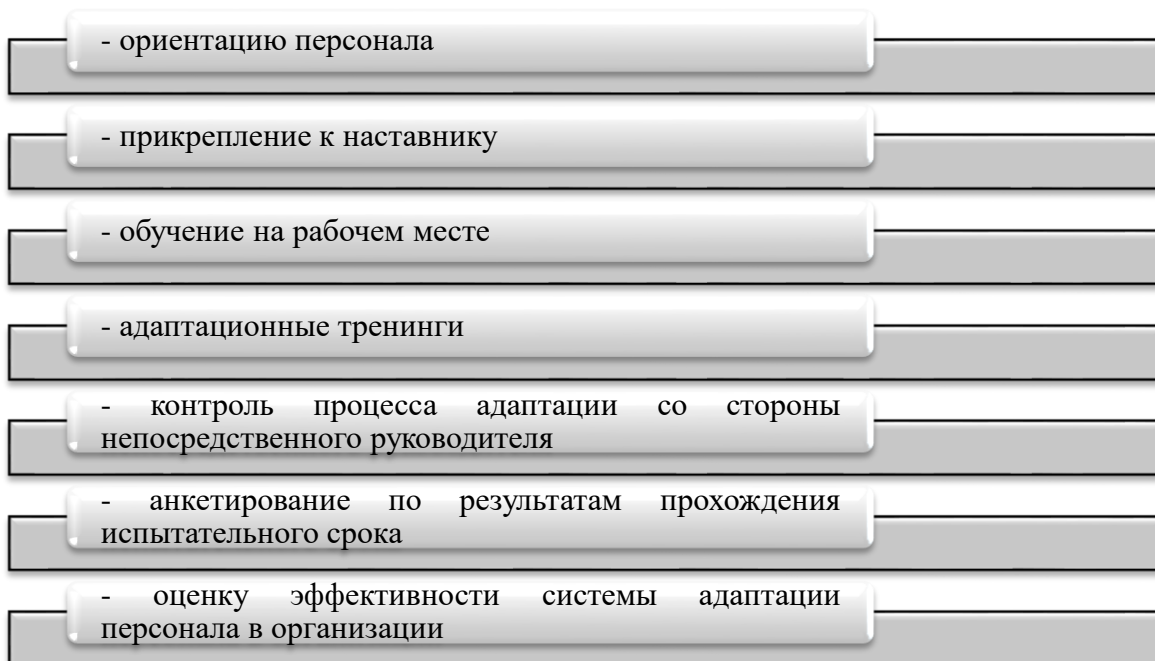 - ориентацию персонала
- прикрепление к наставнику
- обучение на рабочем месте
- адаптационные тренинги
- контроль процесса адаптации со стороны
непосредственного руководителя
- анкетирование по результатам прохождения
испытательного срока
- оценку эффективности системы адаптации
персонала в организации